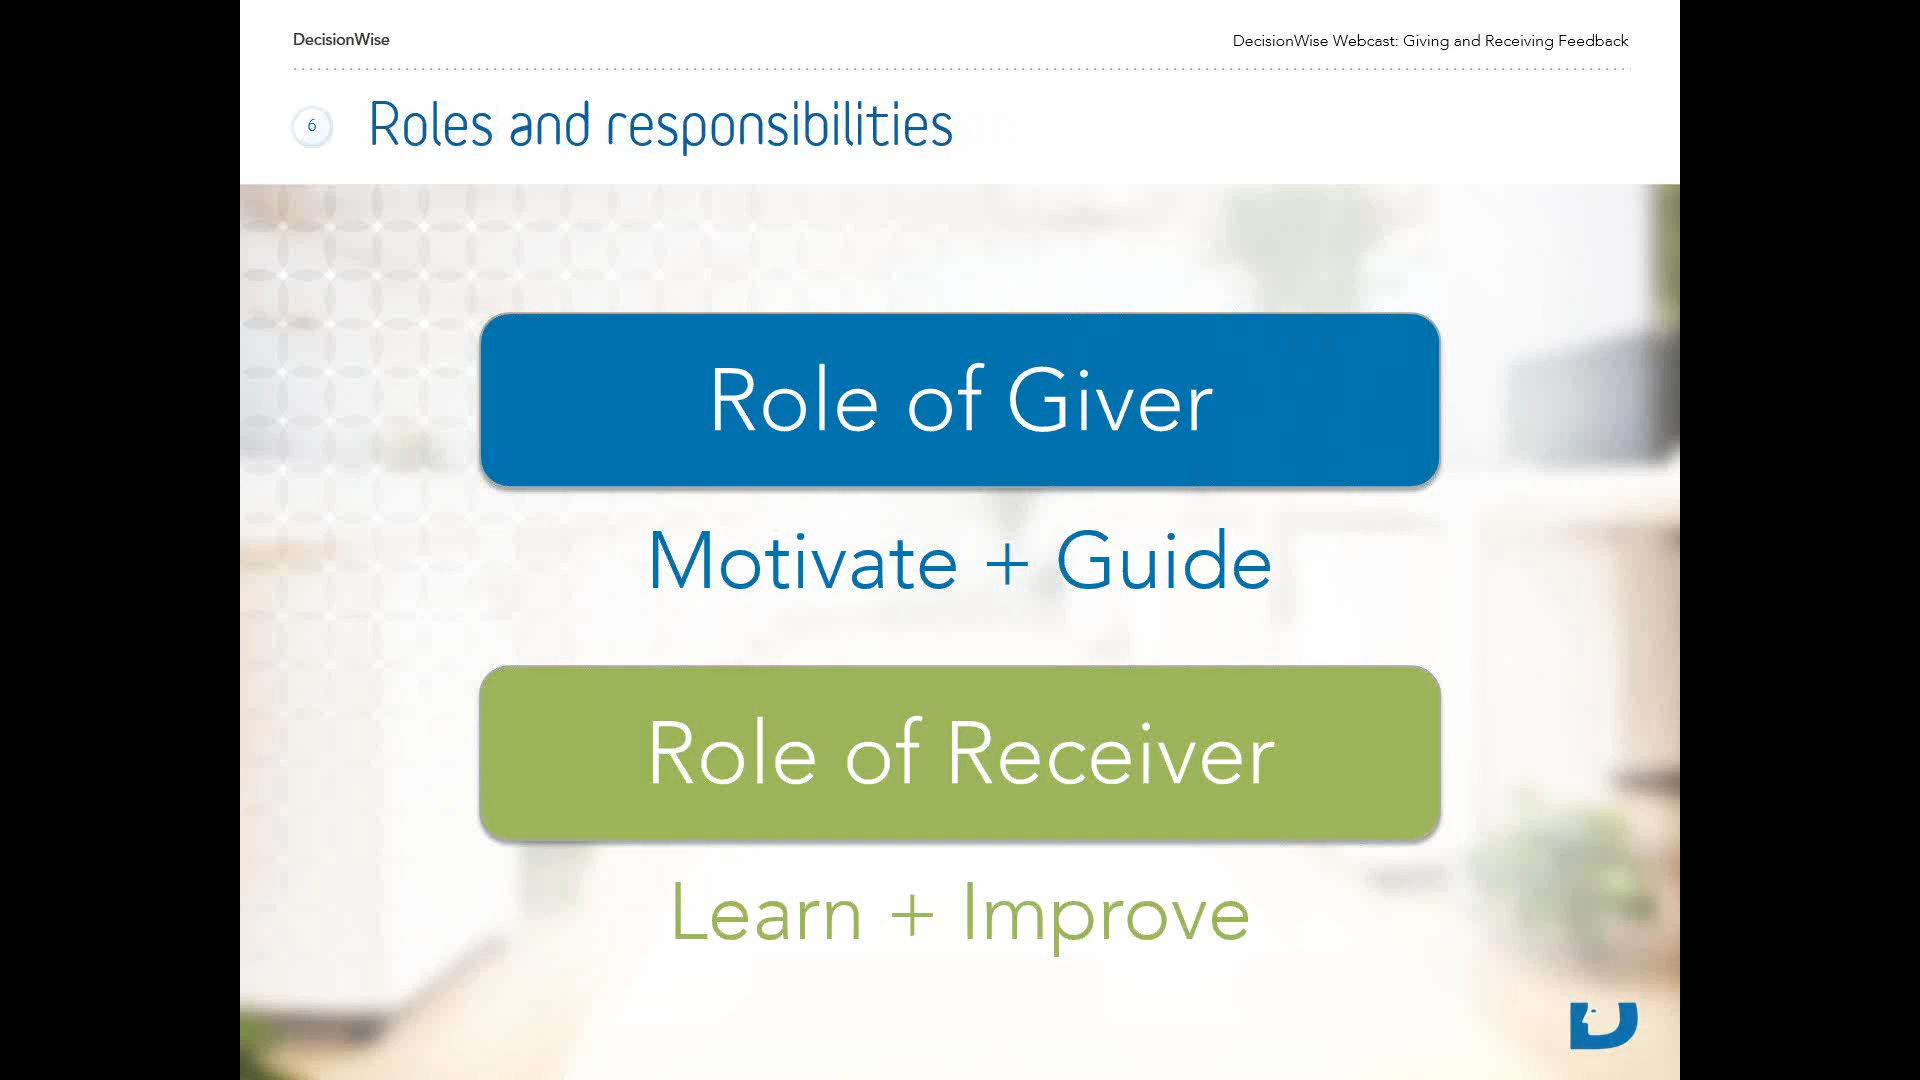 DecisionWise
DecisionWise Webcast: Giving and Receiving Feedback
6
Roles and responsibilities
Role of Giver
Motivate + Guide
Role of Receiver
Learn + Improve